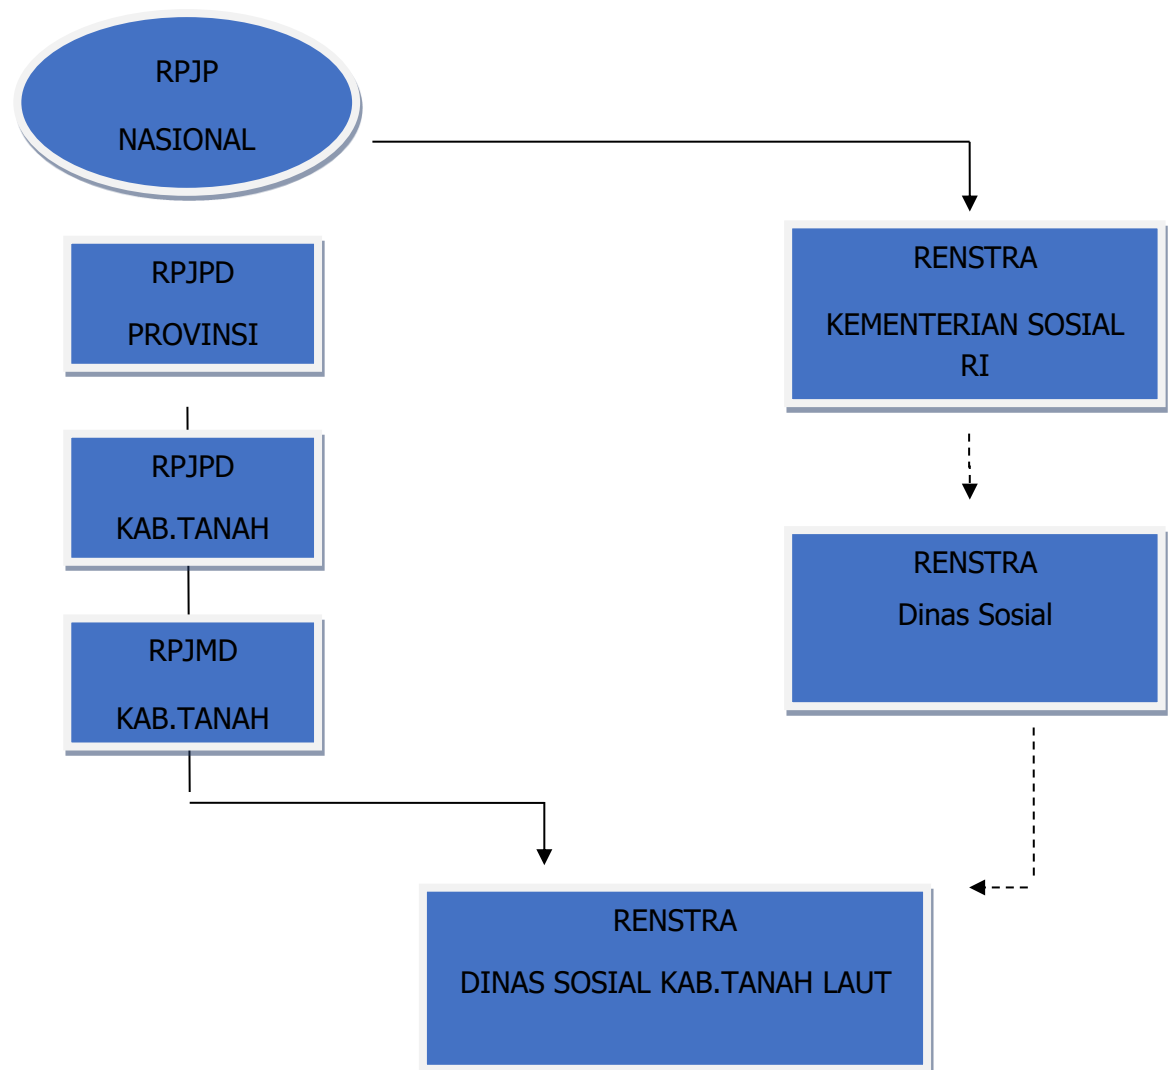 RPJP
NASIONAL
RPJPD
PROVINSI
RENSTRA
KEMENTERIAN SOSIAL
RI
RPJPD
KAB.TANAH
RENSTRA
Dinas Sosial
RPJMD
KAB.TANAH
RENSTRA
DINAS SOSIAL KAB.TANAH LAUT